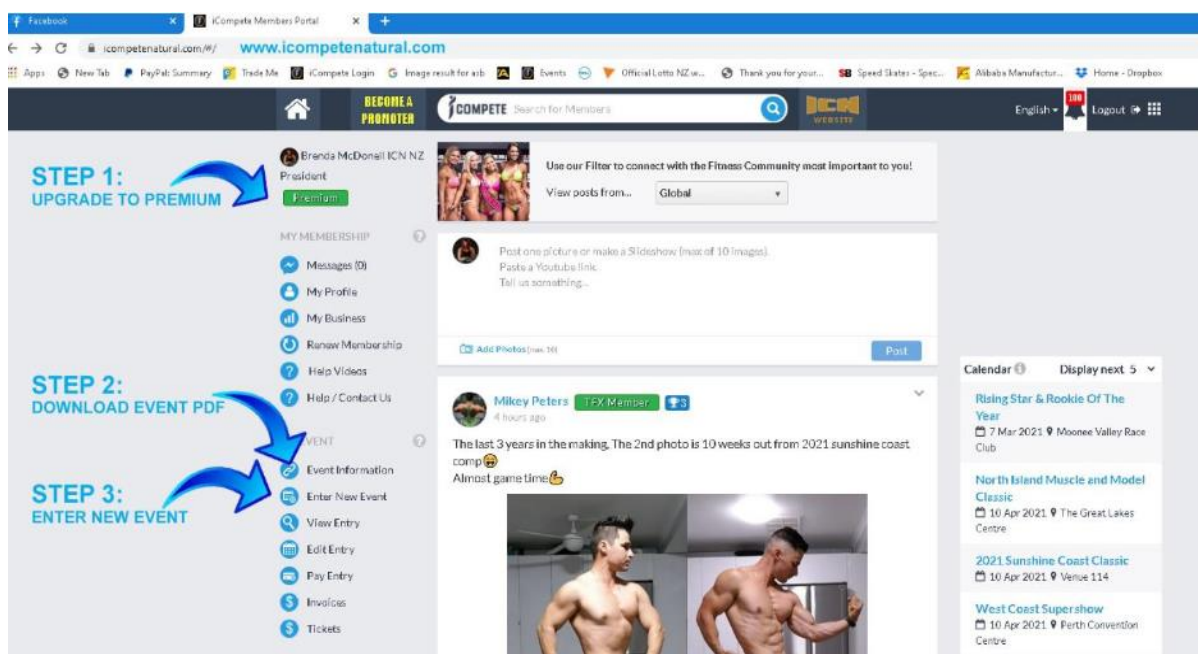 Facebook
iCompete Members Portal
icompetenatural.com/#/
www.icompetenatural.com
Apps
New Tab
PayPal: Summary
Trade Me
iCompete Login
Image result for asb
Events
Official Lotto NZ w...
Thank you for your...
Speed Skates - Spec...
Alibaba Manufactur...
Home - Dropbox
BECOME A
PROMOTER
COMPETE Search for Members
ICN
WEBSITE
English
100
Logout
STEP 1:
UPGRADE TO PREMIUM
Brenda McDonell ICN NZ
President
Premium
Use our Filter to connect with the Fitness Community most important to you!
View posts from...
Global
MY MEMBERSHIP
Messages (0)
My Profile
My Business
Renew Membership
Help Videos
Help / Contact Us
Post one picture or make a Slideshow (max of 10 images).
Paste a Youtube link.
Tell us something...
Add Photos (max. 10)
Post
STEP 2:
DOWNLOAD EVENT PDF
STEP 3:
ENTER NEW EVENT
VENT
Event Information
Enter New Event
View Entry
Edit Entry
Pay Entry
Invoices
Tickets
Mikey Peters TFX Member 3
4 hours ago
The last 3 years in the making, The 2nd photo is 10 weeks out from 2021 sunshine coast
comp
Almost game time
Calendar
Display next 5
Rising Star & Rookie Of The
Year
7 Mar 2021 Moonee Valley Race
Club
North Island Muscle and Model
Classic
10 Apr 2021 The Great Lakes
Centre
2021 Sunshine Coast Classic
10 Apr 2021 Venue 114
West Coast Supershow
10 Apr 2021 Perth Convention
Centre